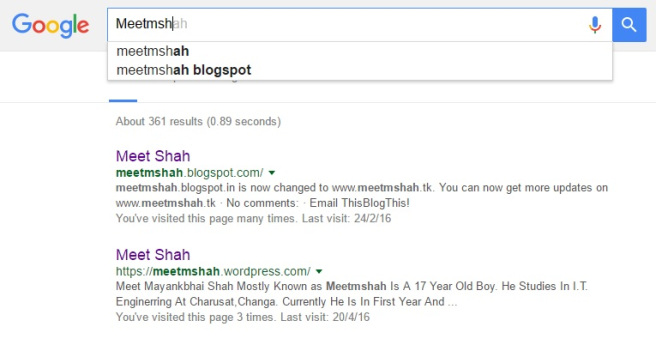 Google
Meetmshah
meetmshah
meetmshah blogspot
About 361 results (0.89 seconds)
Meet Shah
meetmshah.blogspot.com/
meetmshah.blogspot.in is now changed to www.meetmshah.tk. You can now get more updates on
www.meetmshah.tk · No comments: · Email ThisBlogThis!
You've visited this page many times. Last visit: 24/2/16
Meet Shah
https://meetmshah.wordpress.com/
Meet Mayankbhai Shah Mostly Known as Meetmshah Is A 17 Year Old Boy. He Studies In I.T.
Enginerring At Charusat,Changa. Currently He Is In First Year And ...
You've visited this page 3 times. Last visit: 20/4/16